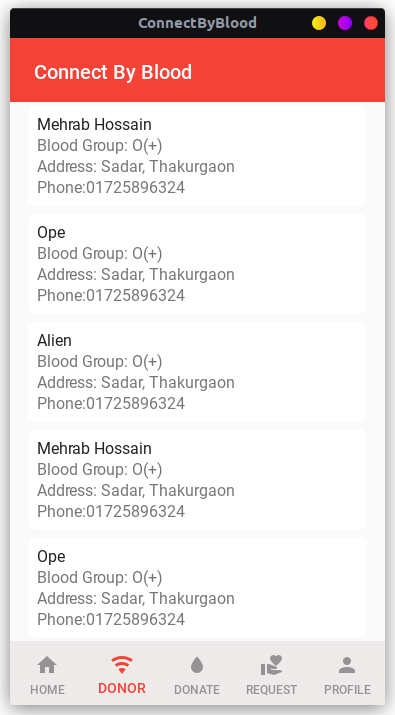 ConnectByBlood
Connect By Blood
Mehrab Hossain
Blood Group: O(+)
Address: Sadar, Thakurgaon
Phone:01725896324
Ope
Blood Group: O(+)
Address: Sadar, Thakurgaon
Phone:01725896324
Alien
Blood Group: O(+)
Address: Sadar, Thakurgaon
Phone:01725896324
Mehrab Hossain
Blood Group: O(+)
Address: Sadar, Thakurgaon
Phone:01725896324
Ope
Blood Group: O(+)
Address: Sadar, Thakurgaon
Phone:01725896324
HOME DONOR DONATE REQUEST PROFILE